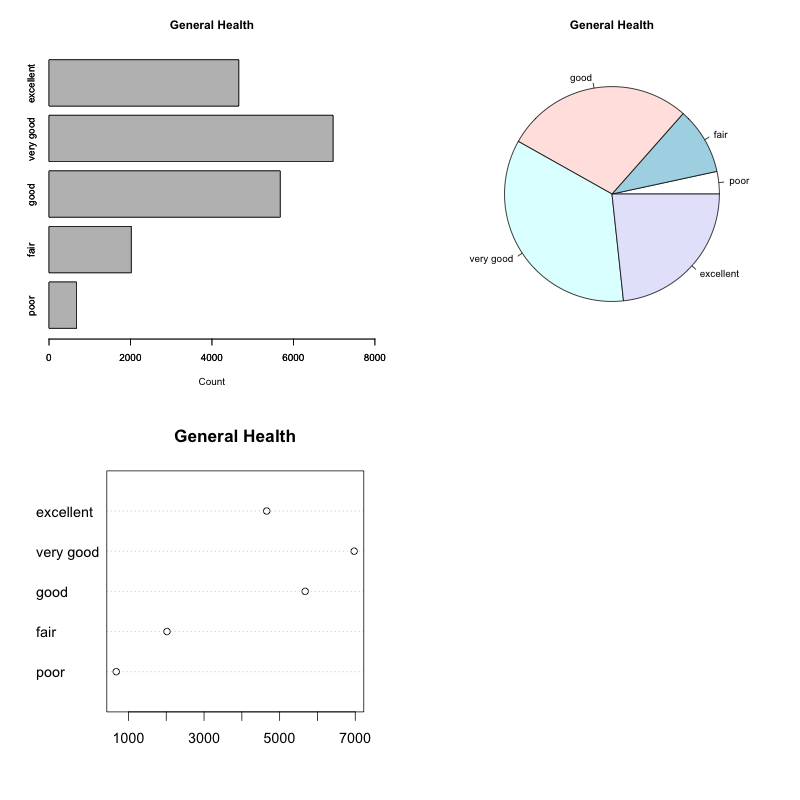 General Health
excellent
very good
good
fair
poor
0 2000 4000 6000 8000
Count
General Health
good
fair
poor
very good
excellent
General Health
excellent
very good
good
fair
poor
1000 3000 5000 7000